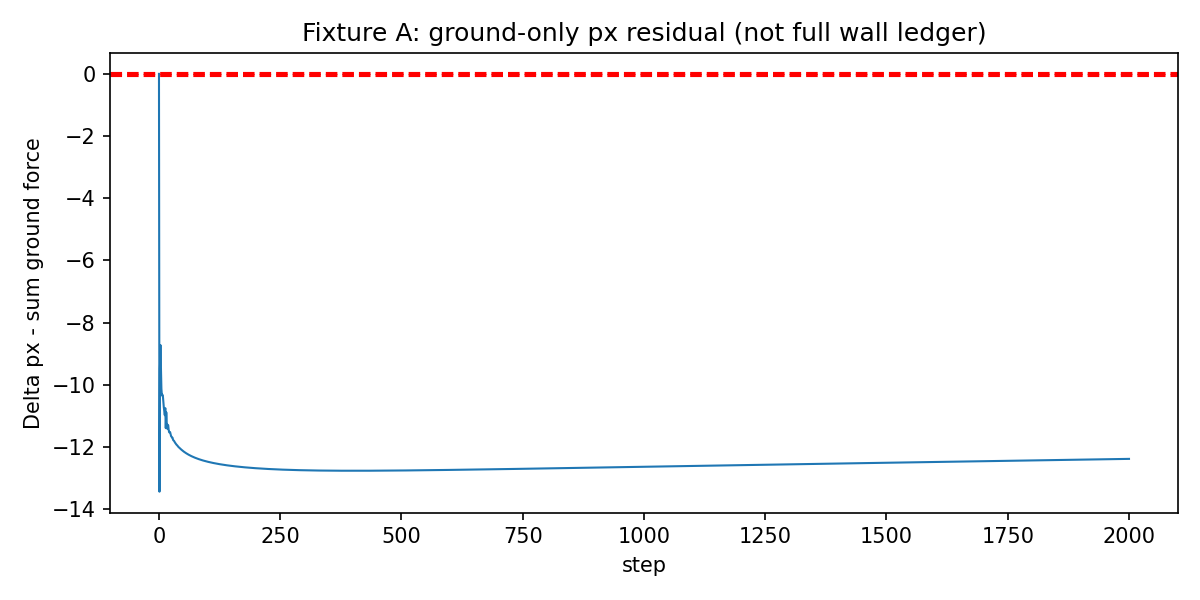 Fixture A: ground-only px residual (not full wall ledger)
Delta px - sum ground force
0
−2
−4
−6
−8
−10
−12
−14
0 250 500 750 1000 1250 1500 1750 2000
step